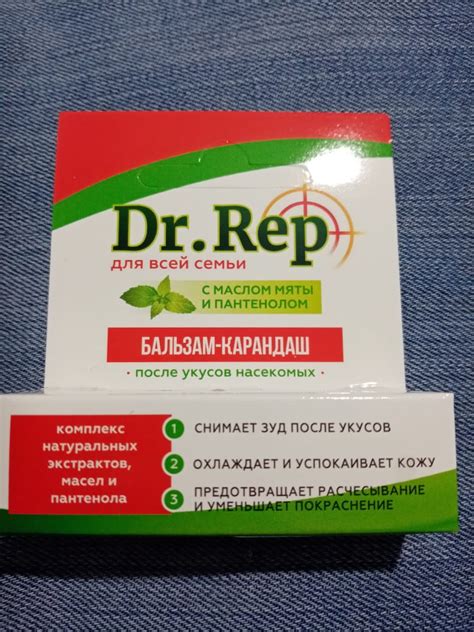 Dr.Rep
для всей семьи
С МАСЛОМ МЯТЫ
И ПАНТЕНОЛОМ
БАЛЬЗАМ-КАРАНДАШ
• после укусов насекомых •
комплекс
натуральных
экстрактов,
масел и
пантенола
1 СНИМАЕТ ЗУД ПОСЛЕ УКУСОВ
2 ОХЛАЖДАЕТ И УСПОКАИВАЕТ КОЖУ
3 ПРЕДОТВРАЩАЕТ РАСЧЕСЫВАНИЕ
И УМЕНЬШАЕТ ПОКРАСНЕНИЕ